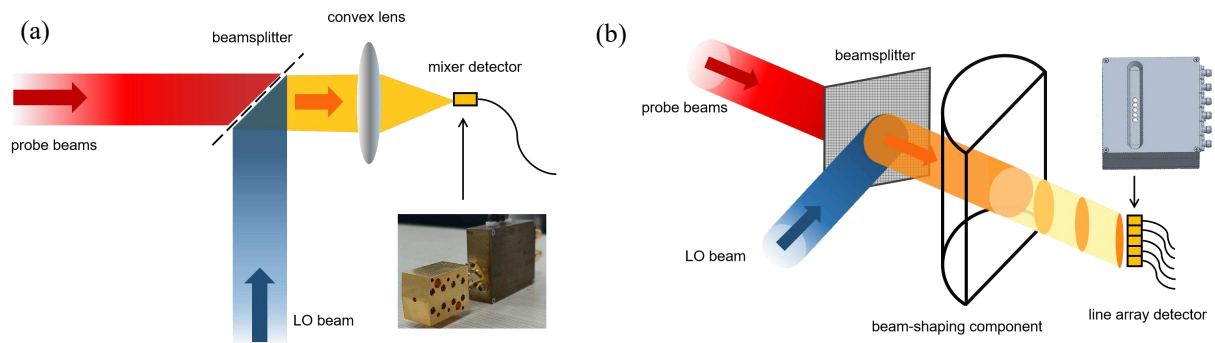 (a)
convex lens
beamsplitter
mixer detector
probe beams
LO beam
(b)
beamsplitter
probe beams
LO beam
beam-shaping component
line array detector